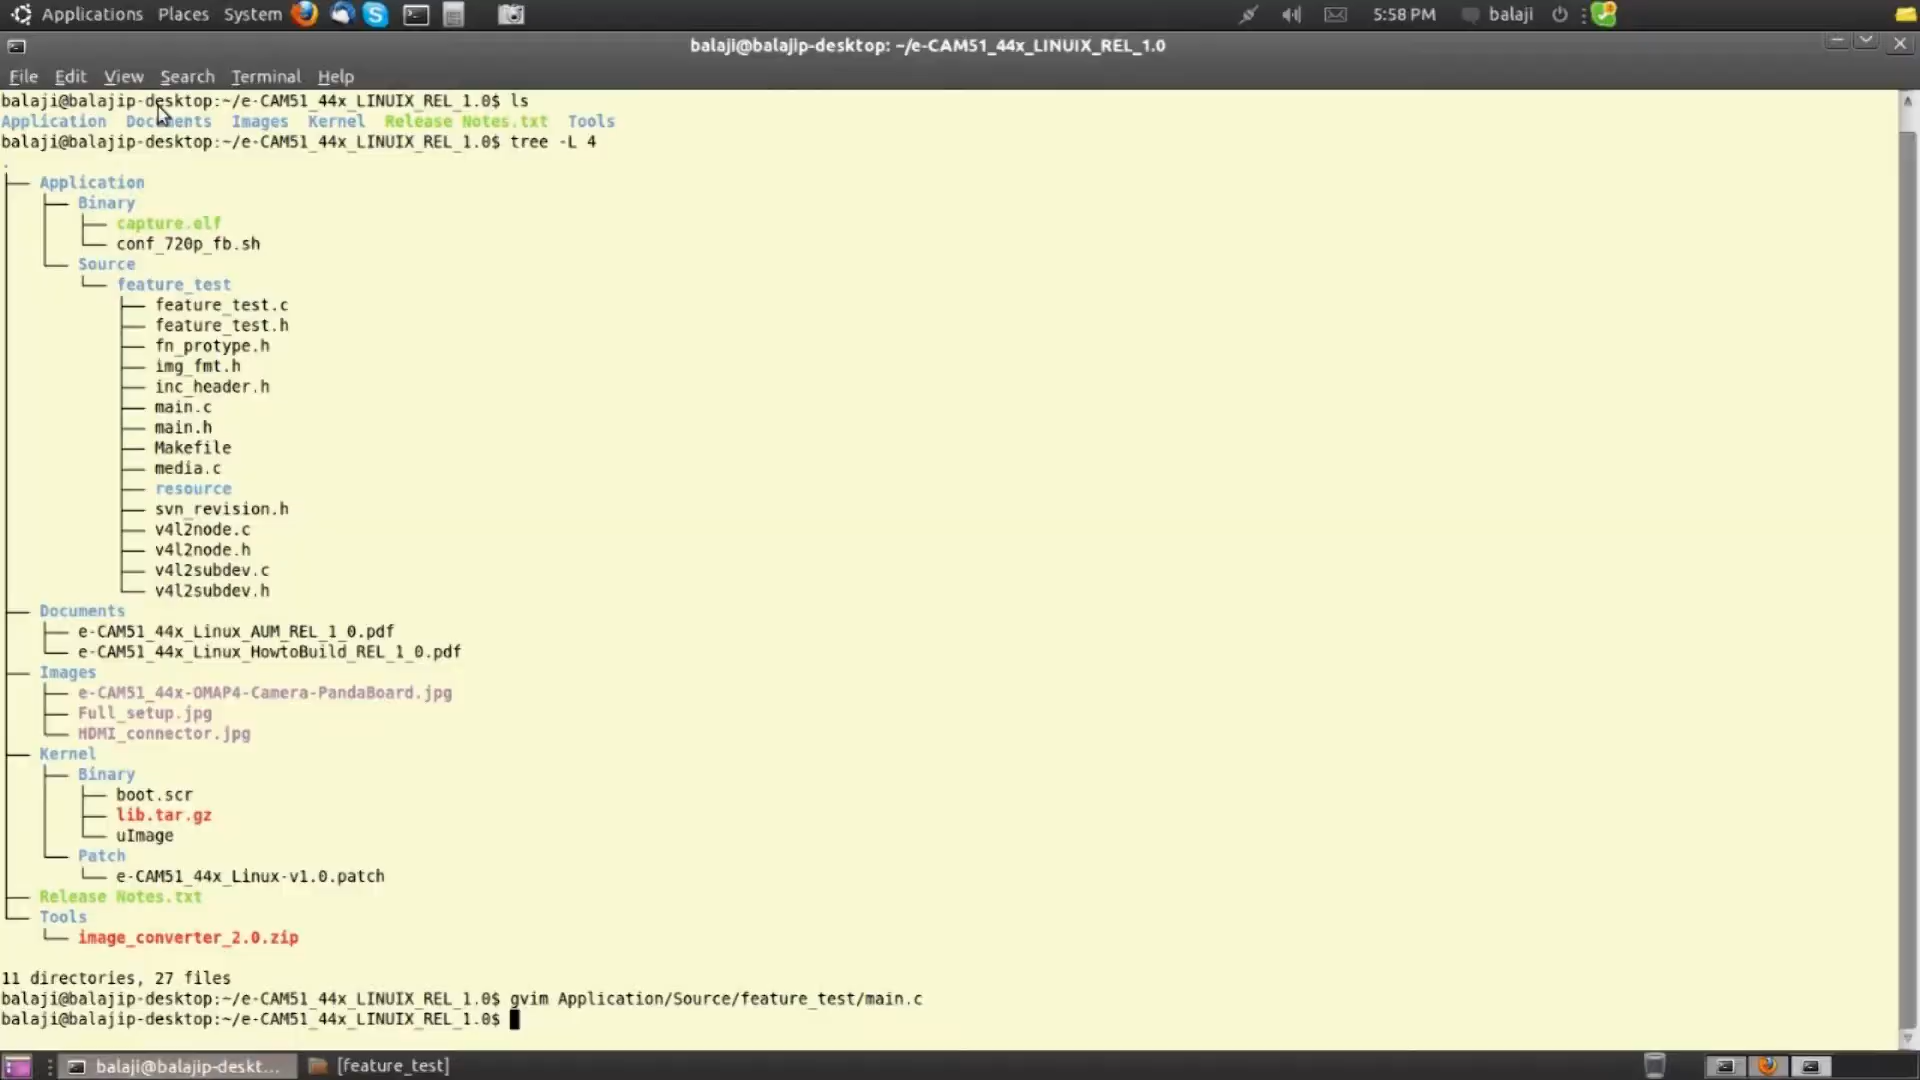 Applications Places System 5:58 PM balaji
balaji@balajip-desktop: ~/e-CAM51_44x_LINUIX_REL_1.0
File Edit View Search Terminal Help
balaji@balajip-desktop:~/e-CAM51_44x_LINUIX_REL_1.0$ ls
Application Documents Images Kernel Release Notes.txt Tools
balaji@balajip-desktop:~/e-CAM51_44x_LINUIX_REL_1.0$ tree -L 4
.
├── Application
│   ├── Binary
│   │   ├── capture.elf
│   │   └── conf_720p_fb.sh
│   └── Source
│       └── feature_test
│           ├── feature_test.c
│           ├── feature_test.h
│           ├── fn_protype.h
│           ├── img_fmt.h
│           ├── inc_header.h
│           ├── main.c
│           ├── main.h
│           ├── Makefile
│           ├── media.c
│           ├── resource
│           ├── svn_revision.h
│           ├── v4l2node.c
│           ├── v4l2node.h
│           ├── v4l2subdev.c
│           └── v4l2subdev.h
├── Documents
│   ├── e-CAM51_44x_Linux_AUM_REL_1_0.pdf
│   └── e-CAM51_44x_Linux_HowtoBuild_REL_1_0.pdf
├── Images
│   ├── e-CAM51_44x-OMAP4-Camera-PandaBoard.jpg
│   ├── Full_setup.jpg
│   └── HDMI_connector.jpg
├── Kernel
│   ├── Binary
│   │   ├── boot.scr
│   │   ├── lib.tar.gz
│   │   └── uImage
│   └── Patch
│       └── e-CAM51_44x_Linux-v1.0.patch
├── Release Notes.txt
└── Tools
    └── image_converter_2.0.zip
11 directories, 27 files
balaji@balajip-desktop:~/e-CAM51_44x_LINUIX_REL_1.0$ gvim Application/Source/feature_test/main.c
balaji@balajip-desktop:~/e-CAM51_44x_LINUIX_REL_1.0$
balaji@balajip-deskt... [feature_test]